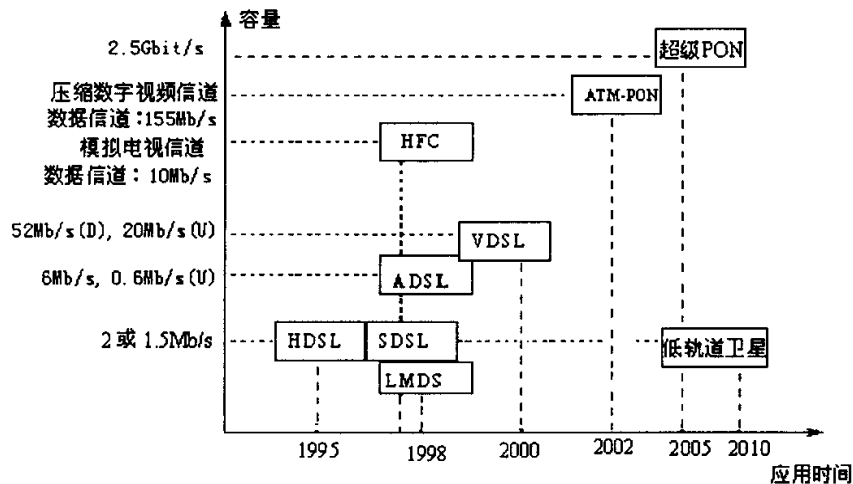 容量
2.5Gbit/s
超级PON
压缩数字视频信道
数据信道:155Mb/s
ATM-PON
模拟电视信道
数据信道: 10Mb/s
HFC
52Mb/s(D), 20Mb/s(U)
VDSL
6Mb/s, 0.6Mb/s(U)
ADSL
2或1.5Mb/s
HDSL
SDSL
低轨道卫星
LMDS
1995
1998
2000
2002
2005
2010
应用时间